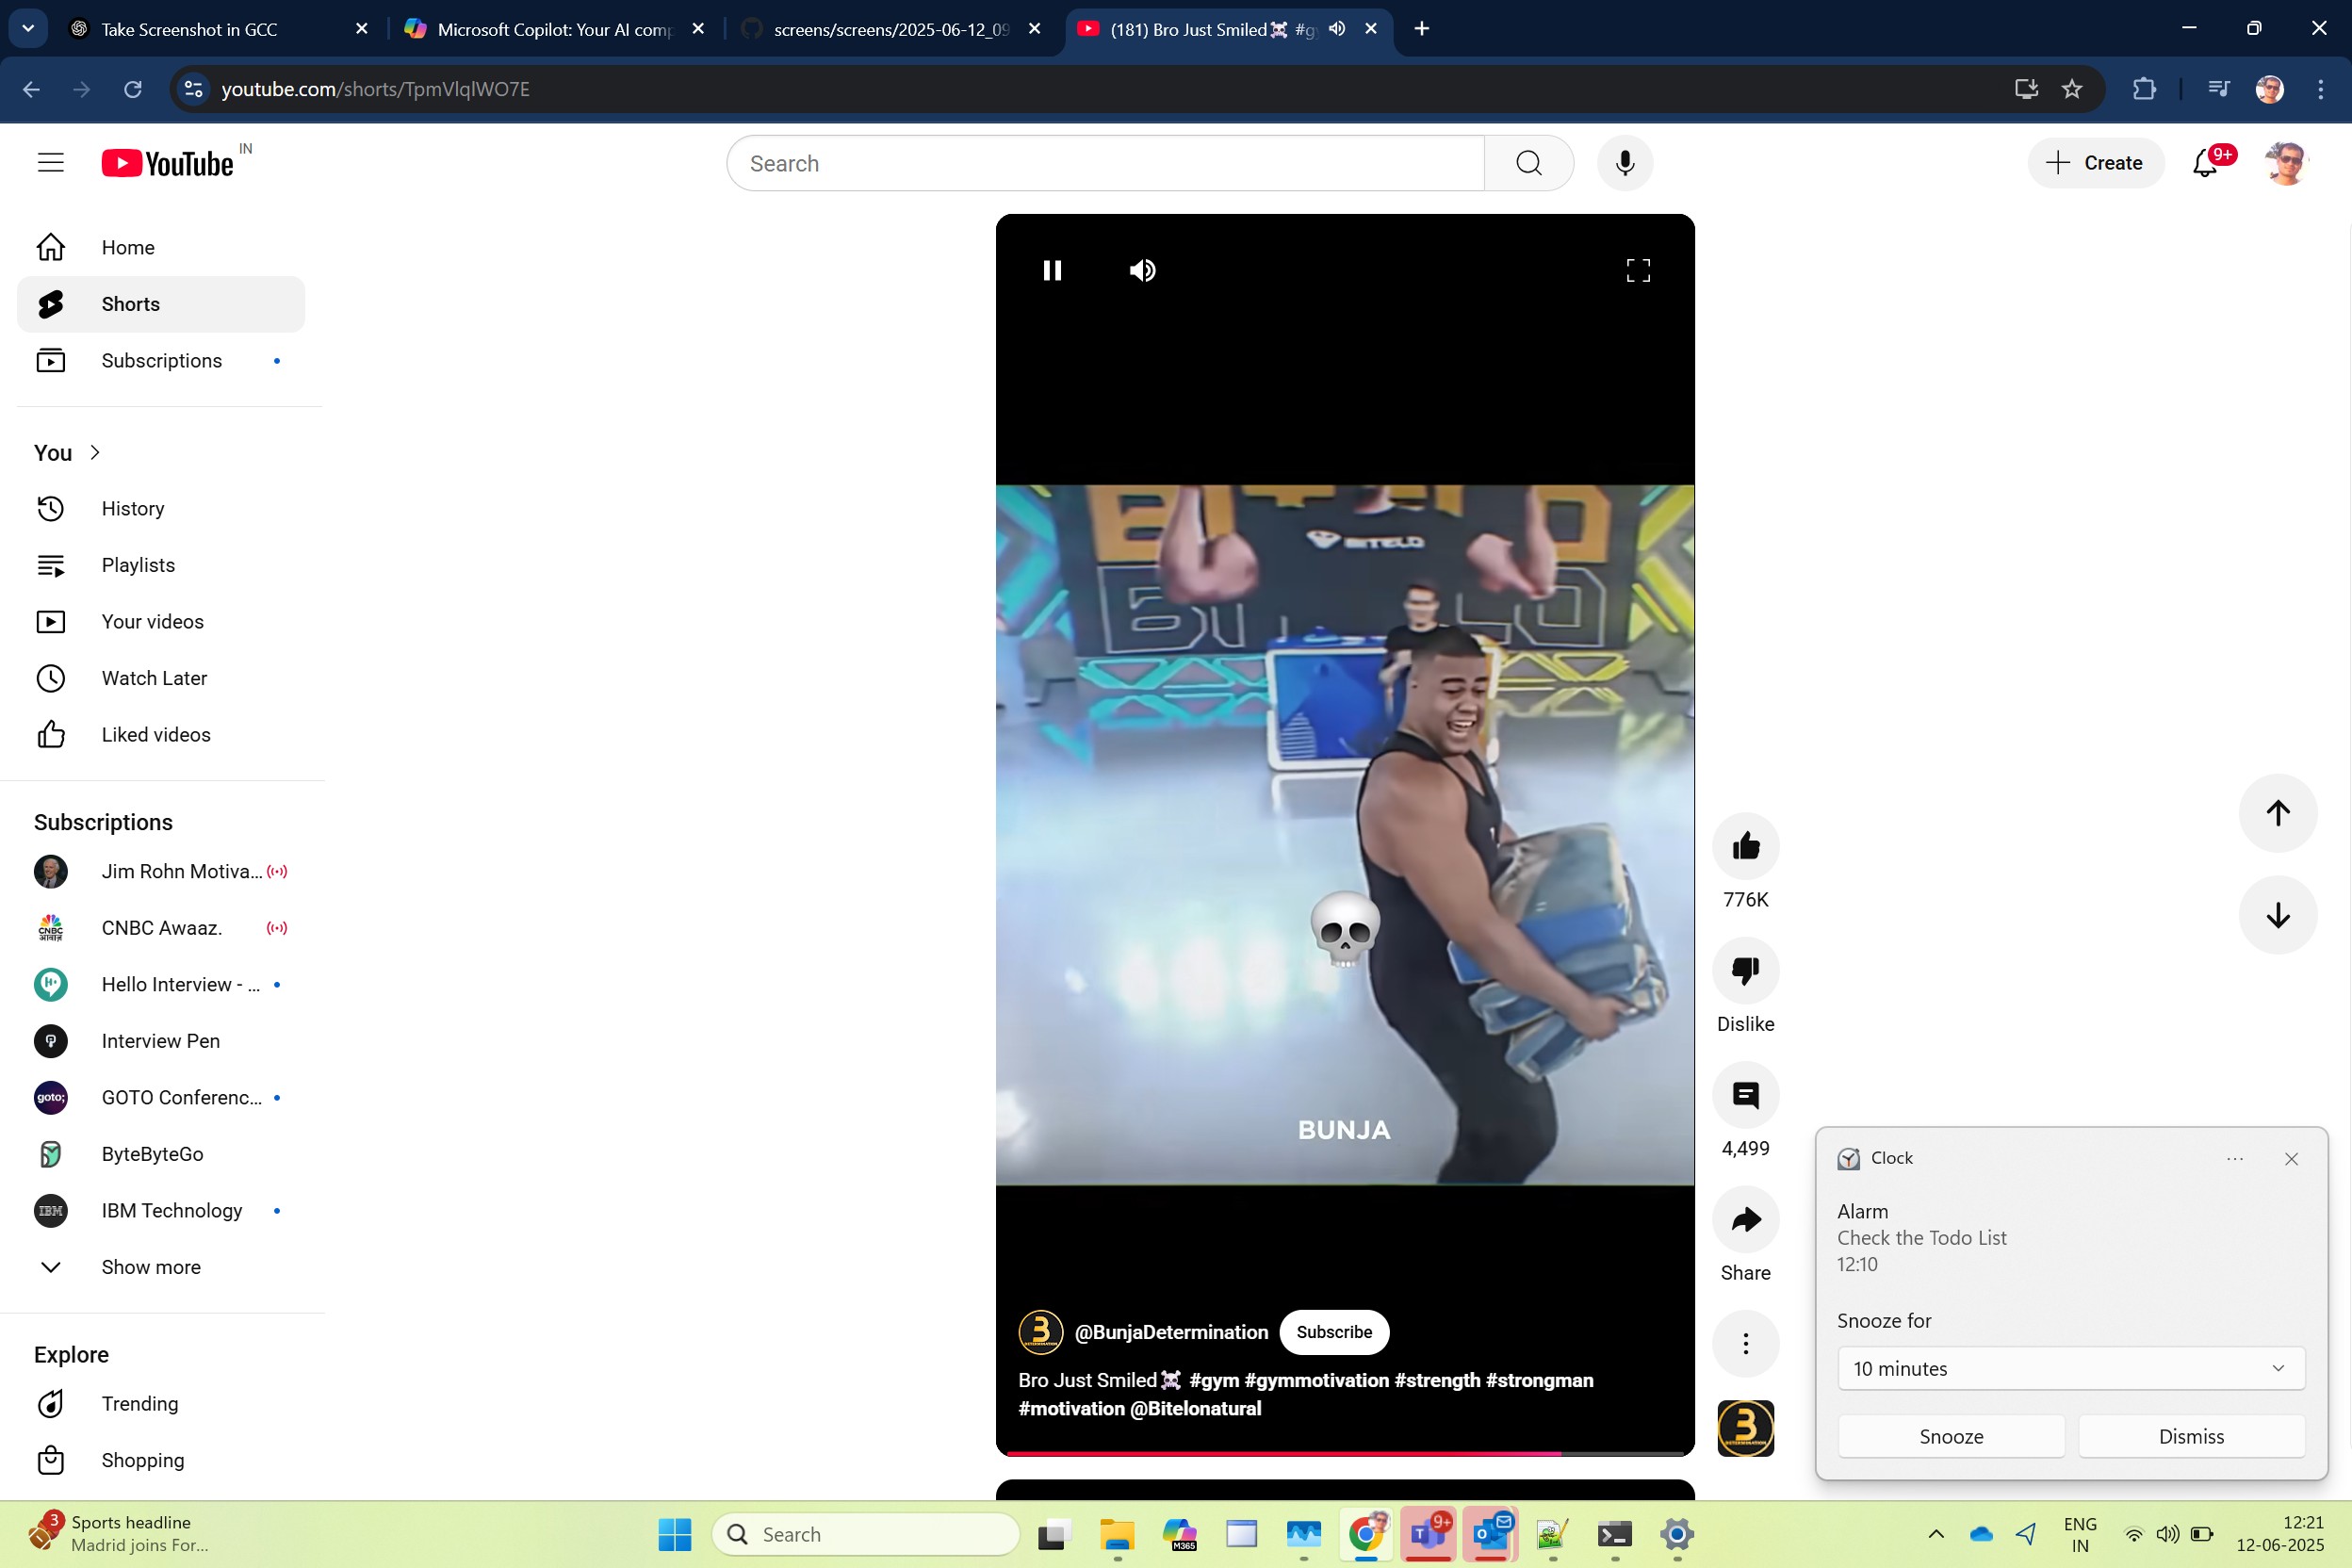 Take Screenshot in GCC
Microsoft Copilot: Your AI comp
screens/screens/2025-06-12_09
(181) Bro Just Smiled☠️ #g
youtube.com/shorts/TpmVlqlWO7E
YouTube IN
Search
Create
9+
Home
Shorts
Subscriptions
You
History
Playlists
Your videos
Watch Later
Liked videos
Subscriptions
Jim Rohn Motiva...
CNBC Awaaz.
Hello Interview - ...
Interview Pen
GOTO Conferenc...
ByteByteGo
IBM Technology
Show more
Explore
Trending
Shopping
BITELO
BUNJA
776K
Dislike
4,499
Share
@BunjaDetermination
Subscribe
Bro Just Smiled☠️ #gym #gymmotivation #strength #strongman
#motivation @Bitelonatural
Clock
Alarm
Check the Todo List
12:10
Snooze for
10 minutes
Snooze
Dismiss
3
Sports headline
Madrid joins For...
Search
M365
9+
ENG
IN
12:21
12-06-2025